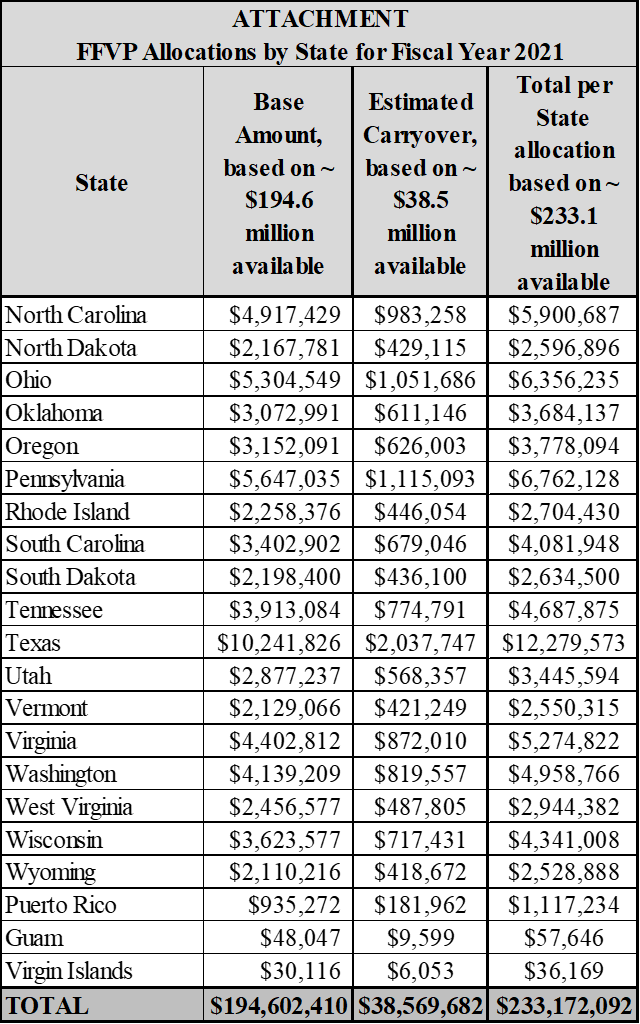 ATTACHMENT
FFVP Allocations by State for Fiscal Year 2021
State
Base
Amount,
based on ~
$194.6
million
available
Estimated
Carryover,
based on ~
$38.5
million
available
Total per
State
allocation
based on ~
$233.1
million
available
North Carolina $4,917,429 $983,258 $5,900,687
North Dakota $2,167,781 $429,115 $2,596,896
Ohio $5,304,549 $1,051,686 $6,356,235
Oklahoma $3,072,991 $611,146 $3,684,137
Oregon $3,152,091 $626,003 $3,778,094
Pennsylvania $5,647,035 $1,115,093 $6,762,128
Rhode Island $2,258,376 $446,054 $2,704,430
South Carolina $3,402,902 $679,046 $4,081,948
South Dakota $2,198,400 $436,100 $2,634,500
Tennessee $3,913,084 $774,791 $4,687,875
Texas $10,241,826 $2,037,747 $12,279,573
Utah $2,877,237 $568,357 $3,445,594
Vermont $2,129,066 $421,249 $2,550,315
Virginia $4,402,812 $872,010 $5,274,822
Washington $4,139,209 $819,557 $4,958,766
West Virginia $2,456,577 $487,805 $2,944,382
Wisconsin $3,623,577 $717,431 $4,341,008
Wyoming $2,110,216 $418,672 $2,528,888
Puerto Rico $935,272 $181,962 $1,117,234
Guam $48,047 $9,599 $57,646
Virgin Islands $30,116 $6,053 $36,169
TOTAL $194,602,410 $38,569,682 $233,172,092